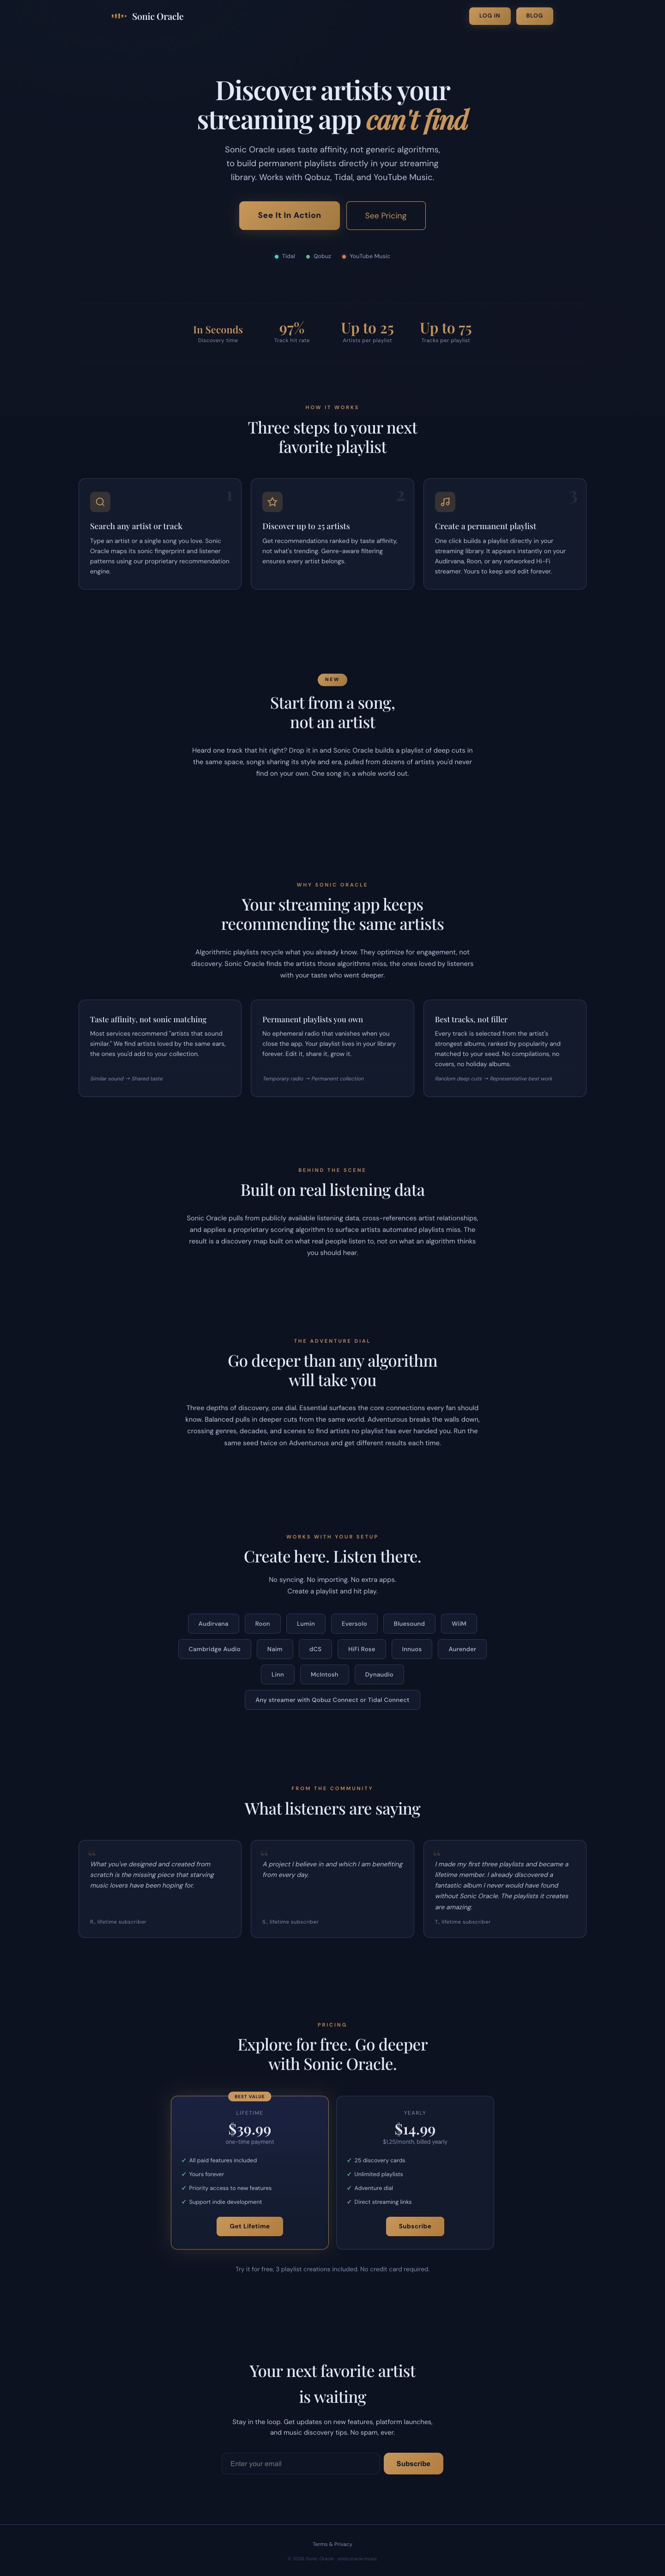 Sonic Oracle
LOG IN
BLOG
Discover artists your
streaming app can't find
Sonic Oracle uses taste affinity, not generic algorithms,
to build permanent playlists directly in your streaming
library. Works with Qobuz, Tidal, and YouTube Music.
See It In Action
See Pricing
Tidal
Qobuz
YouTube Music
In Seconds
Discovery time
97%
Track hit rate
Up to 25
Artists per playlist
Up to 75
Tracks per playlist
HOW IT WORKS
Three steps to your next
favorite playlist
1
Search any artist or track
Type an artist or a single song you love. Sonic
Oracle maps its sonic fingerprint and listener
patterns using our proprietary recommendation
engine.
2
Discover up to 25 artists
Get recommendations ranked by taste affinity,
not what's trending. Genre-aware filtering
ensures every artist belongs.
3
Create a permanent playlist
One click builds a playlist directly in your
streaming library. It appears instantly on your
Audirvana, Roon, or any networked Hi-Fi
streamer. Yours to keep and edit forever.
NEW
Start from a song,
not an artist
Heard one track that hit right? Drop it in and Sonic Oracle builds a playlist of deep cuts in
the same space, songs sharing its style and era, pulled from dozens of artists you'd never
find on your own. One song in, a whole world out.
WHY SONIC ORACLE
Your streaming app keeps
recommending the same artists
Algorithmic playlists recycle what you already know. They optimize for engagement, not
discovery. Sonic Oracle finds the artists those algorithms miss, the ones loved by listeners
with your taste who went deeper.
Taste affinity, not sonic matching
Most services recommend "artists that sound
similar." We find artists loved by the same ears,
the ones you'd add to your collection.
Similar sound → Shared taste
Permanent playlists you own
No ephemeral radio that vanishes when you
close the app. Your playlist lives in your library
forever. Edit it, share it, grow it.
Temporary radio → Permanent collection
Best tracks, not filler
Every track is selected from the artist's
strongest albums, ranked by popularity and
matched to your seed. No compilations, no
covers, no holiday albums.
Random deep cuts → Representative best work
BEHIND THE SCENE
Built on real listening data
Sonic Oracle pulls from publicly available listening data, cross-references artist relationships,
and applies a proprietary scoring algorithm to surface artists automated playlists miss. The
result is a discovery map built on what real people listen to, not on what an algorithm thinks
you should hear.
THE ADVENTURE DIAL
Go deeper than any algorithm
will take you
Three depths of discovery, one dial. Essential surfaces the core connections every fan should
know. Balanced pulls in deeper cuts from the same world. Adventurous breaks the walls down,
crossing genres, decades, and scenes to find artists no playlist has ever handed you. Run the
same seed twice on Adventurous and get different results each time.
WORKS WITH YOUR SETUP
Create here. Listen there.
No syncing. No importing. No extra apps.
Create a playlist and hit play.
Audirvana
Roon
Lumin
Eversolo
Bluesound
WiiM
Cambridge Audio
Naim
dCS
HiFi Rose
Innuos
Aurender
Linn
McIntosh
Dynaudio
Any streamer with Qobuz Connect or Tidal Connect
FROM THE COMMUNITY
What listeners are saying
“
What you've designed and created from
scratch is the missing piece that starving
music lovers have been hoping for.
R., lifetime subscriber
“
A project I believe in and which I am benefiting
from every day.
S., lifetime subscriber
“
I made my first three playlists and became a
lifetime member. I already discovered a
fantastic album I never would have found
without Sonic Oracle. The playlists it creates
are amazing.
T., lifetime subscriber
PRICING
Explore for free. Go deeper
with Sonic Oracle.
BEST VALUE
LIFETIME
$39.99
one-time payment
✓ All paid features included
✓ Yours forever
✓ Priority access to new features
✓ Support indie development
Get Lifetime
YEARLY
$14.99
$1.25/month, billed yearly
✓ 25 discovery cards
✓ Unlimited playlists
✓ Adventure dial
✓ Direct streaming links
Subscribe
Try it for free, 3 playlist creations included. No credit card required.
Your next favorite artist
is waiting
Stay in the loop. Get updates on new features, platform launches,
and music discovery tips. No spam, ever.
Enter your email
Subscribe
Terms & Privacy